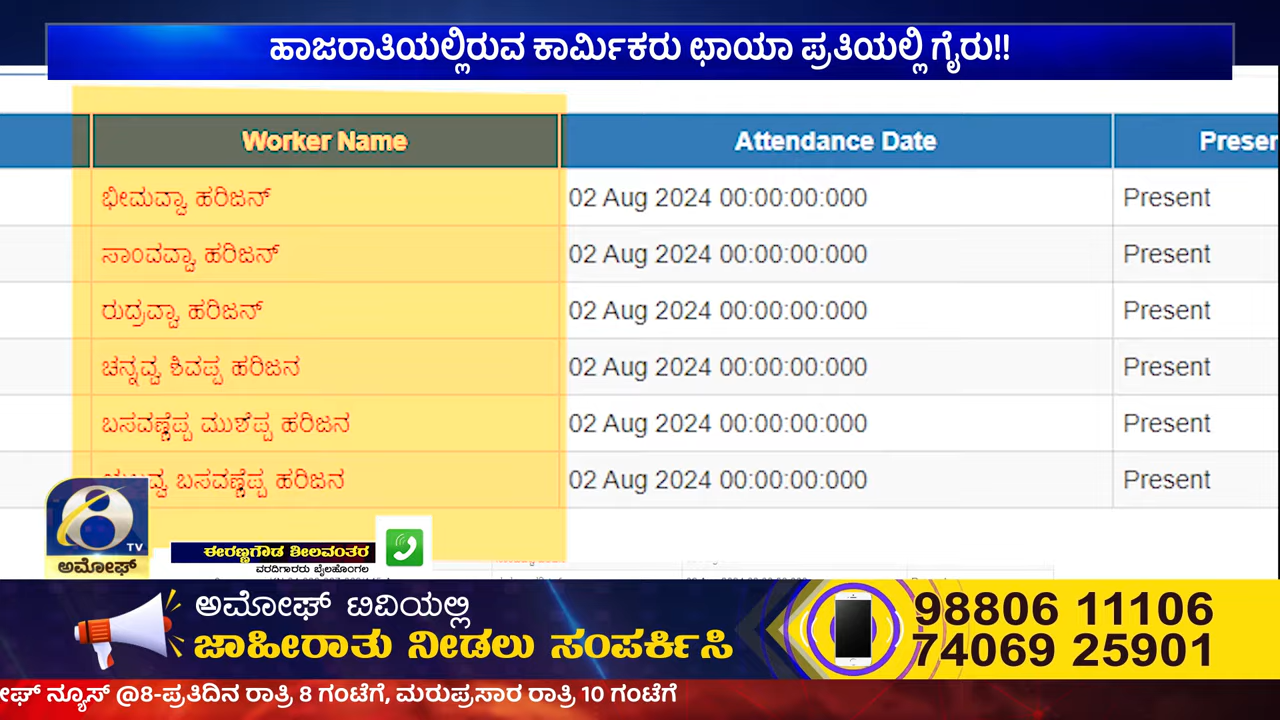 ಹಾಜರಾತಿಯಲ್ಲಿರುವ ಕಾರ್ಮಿಕರು ಛಾಯಾ ಪ್ರತಿಯಲ್ಲಿ ಗೈರು!!
Worker Name Attendance Date Presen
ಭೀಮವ್ವಾ ಹರಿಜನ್ 02 Aug 2024 00:00:00:000 Present
ಸಾಂವವ್ವಾ ಹರಿಜನ್ 02 Aug 2024 00:00:00:000 Present
ರುದ್ರವ್ವಾ ಹರಿಜನ್ 02 Aug 2024 00:00:00:000 Present
ಚನ್ನವ್ವ ಶಿವಪ್ಪ ಹರಿಜನ 02 Aug 2024 00:00:00:000 Present
ಬಸವಣ್ಣೆಪ್ಪ ಮುಶೆಪ್ಪ ಹರಿಜನ 02 Aug 2024 00:00:00:000 Present
ಬಸವಣ್ಣೆಪ್ಪ ಹರಿಜನ 02 Aug 2024 00:00:00:000 Present
8 TV
ಅಮೋಘ್
ಈರಣ್ಣಗೌಡ ಶೀಲವಂತರ
ವರದಿಗಾರರು ಬೈಲಹೊಂಗಲ
ಅಮೋಘ್ ಟಿವಿಯಲ್ಲಿ
ಜಾಹೀರಾತು ನೀಡಲು ಸಂಪರ್ಕಿಸಿ
98806 11106
74069 25901
ನ್ಯೂಸ್ @8-ಪ್ರತಿದಿನ ರಾತ್ರಿ 8 ಗಂಟೆಗೆ, ಮರುಪ್ರಸಾರ ರಾತ್ರಿ 10 ಗಂಟೆಗೆ